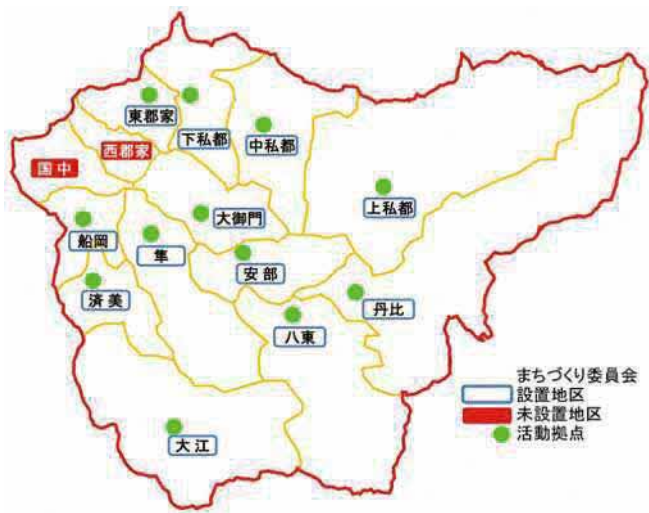 東郡家
下私都
中私都
西郡家
国中
上私都
大御門
船岡
隼
安部
済美
丹比
八東
大江
まちづくり委員会
設置地区
未設置地区
活動拠点